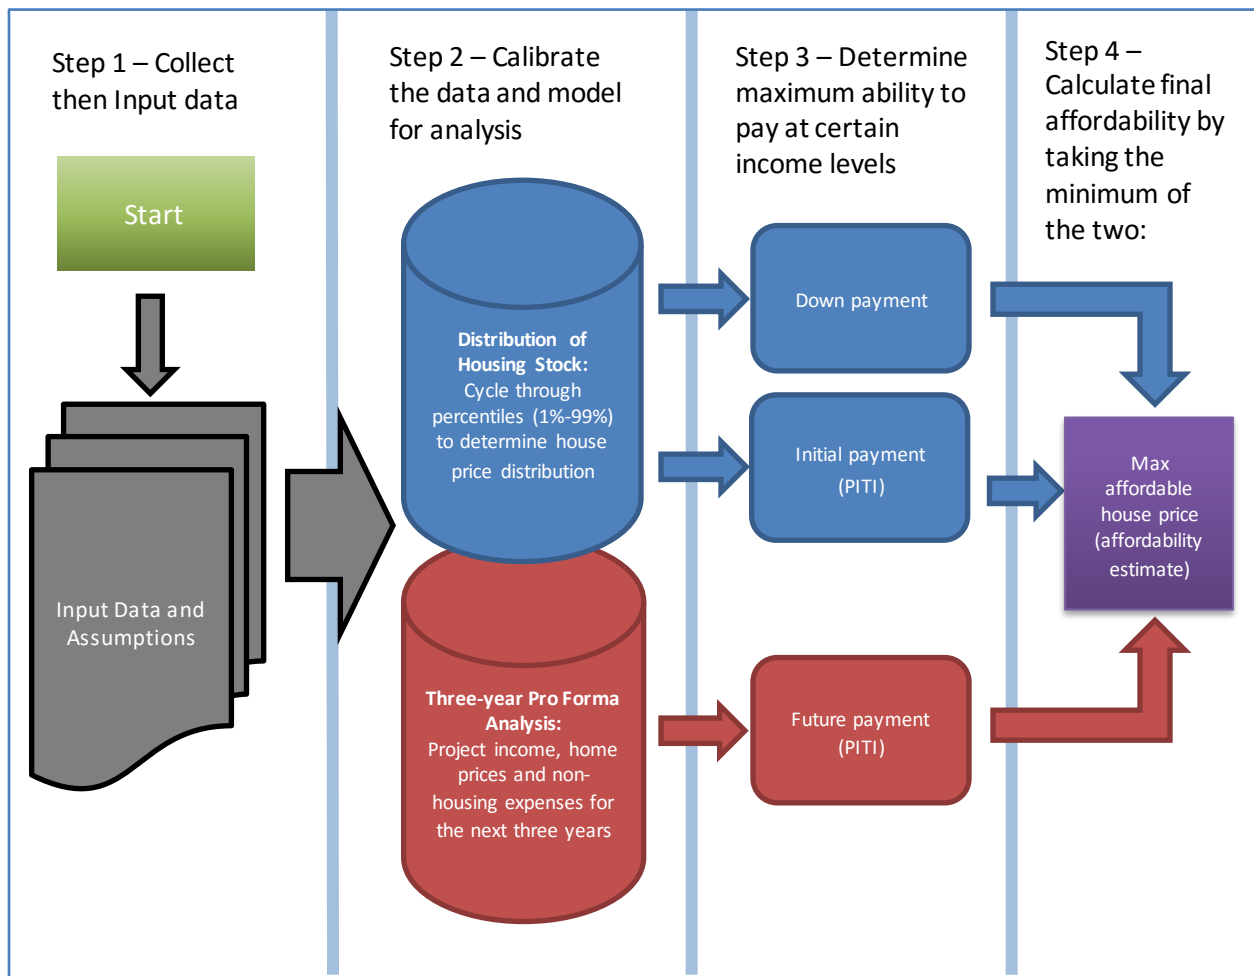 Step 1 – Collect
then Input data
Start
Input Data and
Assumptions
Step 2 – Calibrate
the data and model
for analysis
Distribution of
Housing Stock:
Cycle through
percentiles (1%-99%)
to determine house
price distribution
Three-year Pro Forma
Analysis:
Project income, home
prices and non-
housing expenses for
the next three years
Step 3 – Determine
maximum ability to
pay at certain
income levels
Down payment
Initial payment
(PITI)
Future payment
(PITI)
Step 4 –
Calculate final
affordability by
taking the
minimum of
the two:
Max
affordable
house price
(affordability
estimate)